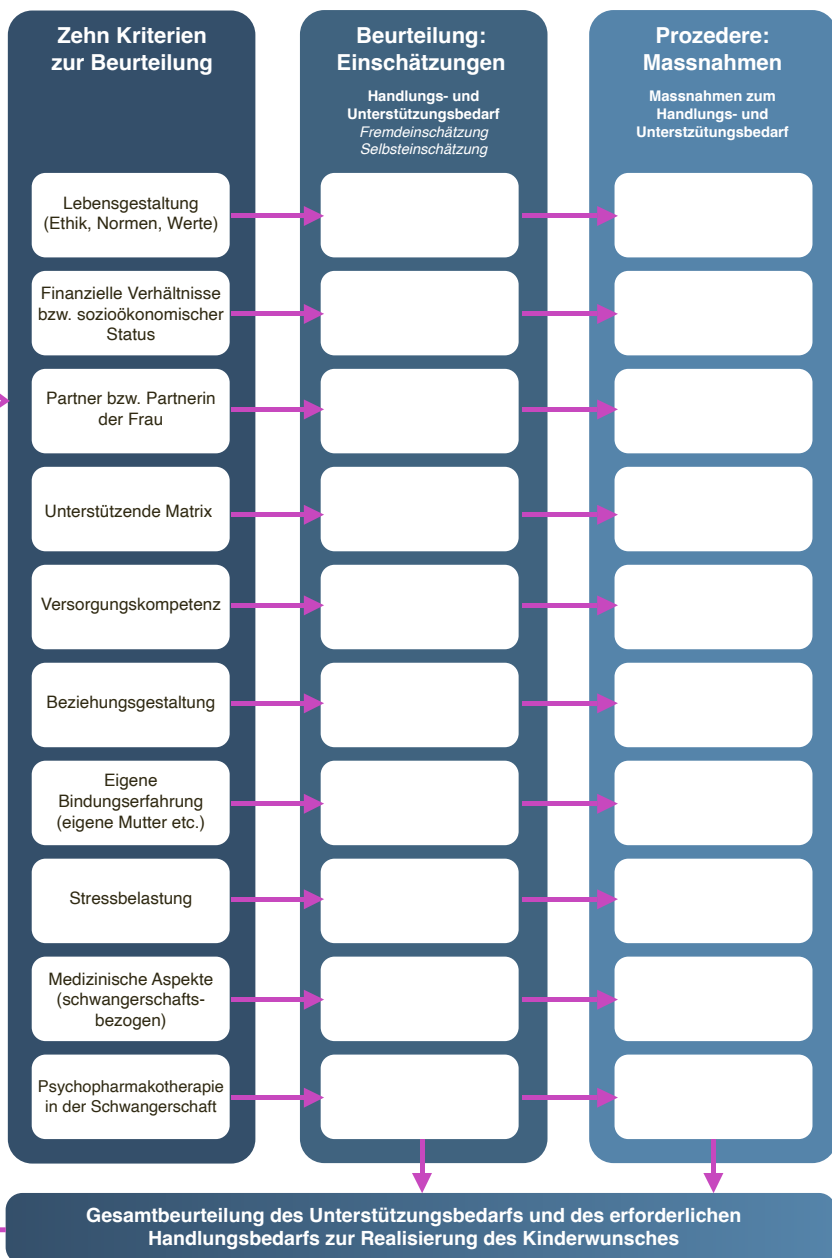 Zehn Kriterien
zur Beurteilung
Beurteilung:
Einschätzungen
Handlungs- und
Unterstützungsbedarf
Fremdeinschätzung
Selbsteinschätzung
Prozedere:
Massnahmen
Massnahmen zum
Handlungs- und
Unterstzütungsbedarf
Lebensgestaltung
(Ethik, Normen, Werte)
Finanzielle Verhältnisse
bzw. sozioökonomischer
Status
Partner bzw. Partnerin
der Frau
Unterstützende Matrix
Versorgungskompetenz
Beziehungsgestaltung
Eigene
Bindungserfahrung
(eigene Mutter etc.)
Stressbelastung
Medizinische Aspekte
(schwangerschafts-
bezogen)
Psychopharmakotherapie
in der Schwangerschaft
Gesamtbeurteilung des Unterstützungsbedarfs und des erforderlichen
Handlungsbedarfs zur Realisierung des Kinderwunsches